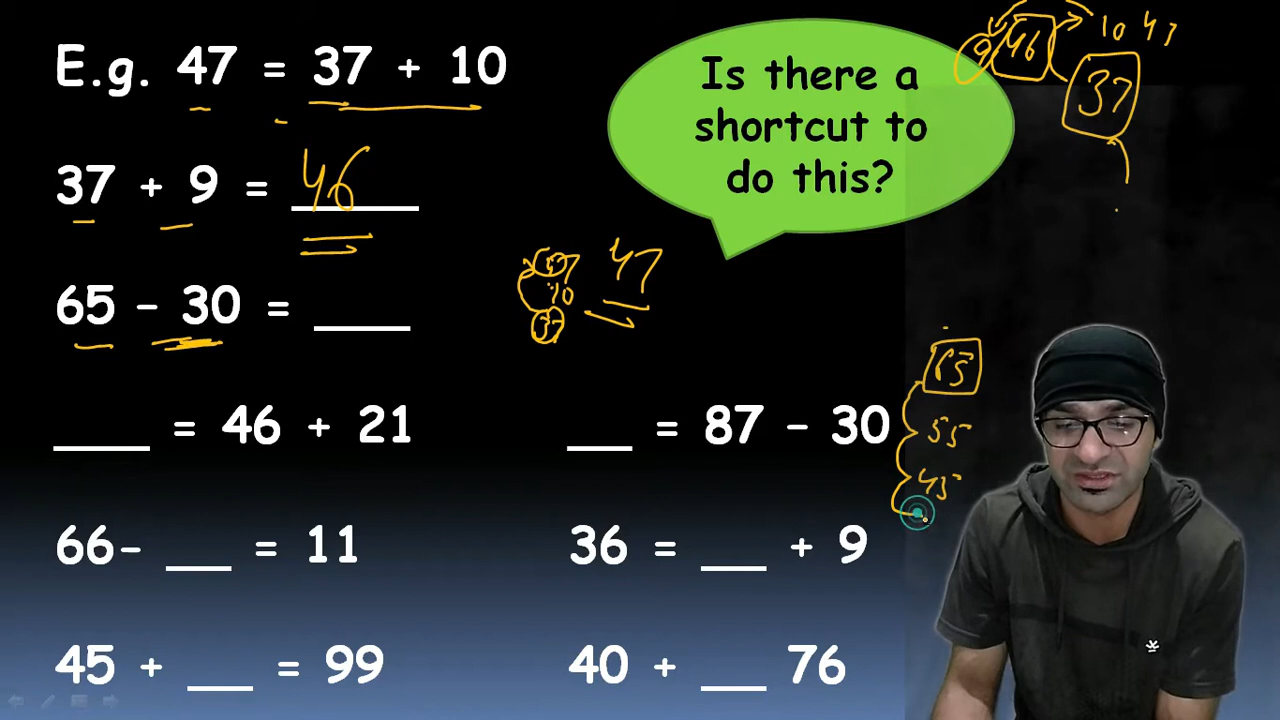 E.g. 47 = 37 + 10
37 + 9 = 46
65 - 30 = ____
____ = 46 + 21
66- ___ = 11
45 + ___ = 99
Is there a
shortcut to
do this?
___ = 87 - 30
36 = ___ + 9
40 + ___ 76
47
10
9 46 10 47
37
65
55
45